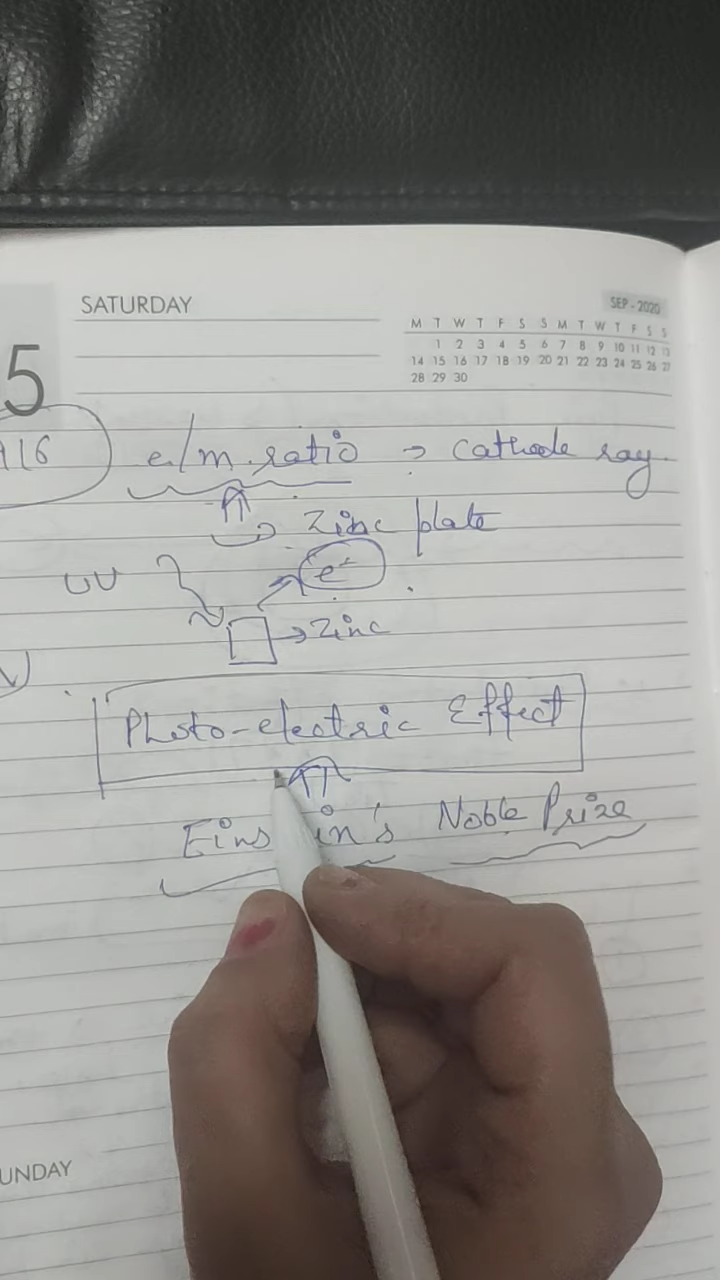 SATURDAY
SEP - 2020
M T W T F S S M T W T F S S
1 2 3 4 5 6 7 8 9 10 11 12 13
14 15 16 17 18 19 20 21 22 23 24 25 26 27
28 29 30
5
116 e/m ratio → Cathode ray
→ Zinc plate
UV e-
→ Zinc
Photo-electric Effect
Noble Prize
UNDAY